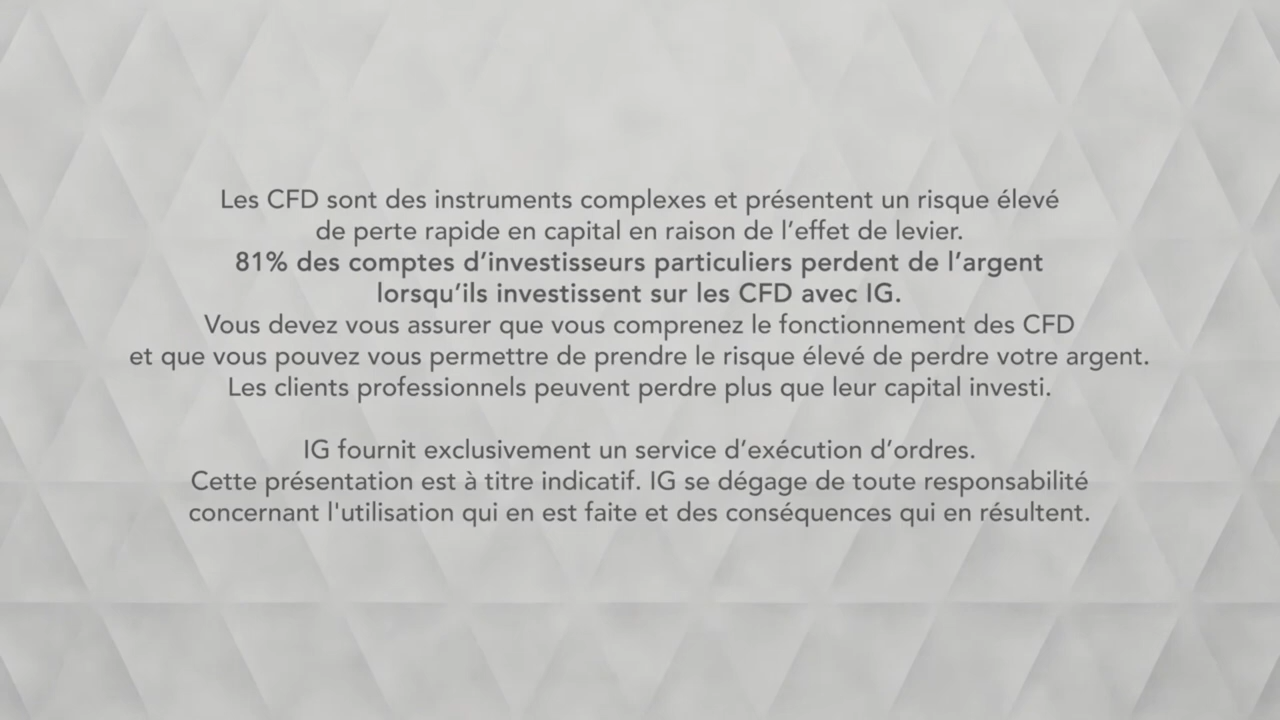 Les CFD sont des instruments complexes et présentent un risque élevé
de perte rapide en capital en raison de l’effet de levier.
81% des comptes d’investisseurs particuliers perdent de l’argent
lorsqu’ils investissent sur les CFD avec IG.
Vous devez vous assurer que vous comprenez le fonctionnement des CFD
et que vous pouvez vous permettre de prendre le risque élevé de perdre votre argent.
Les clients professionnels peuvent perdre plus que leur capital investi.
IG fournit exclusivement un service d’exécution d’ordres.
Cette présentation est à titre indicatif. IG se dégage de toute responsabilité
concernant l'utilisation qui en est faite et des conséquences qui en résultent.